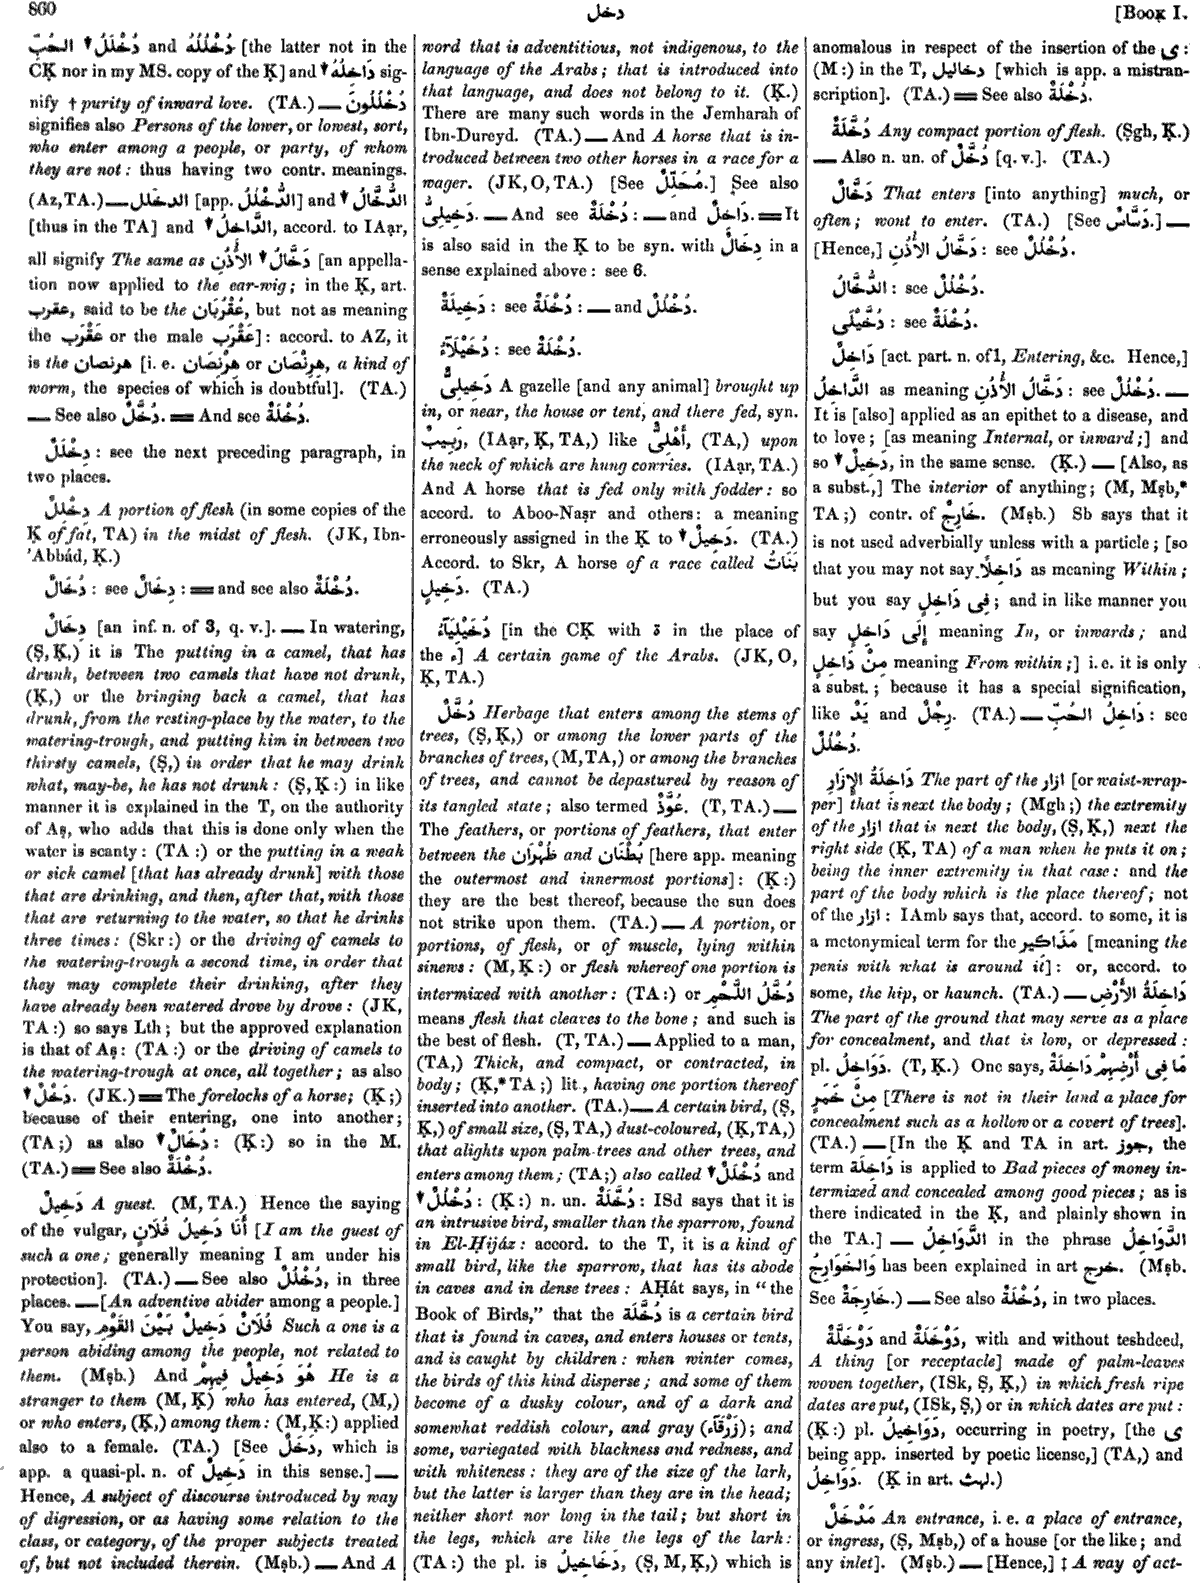 860
دخل
[Book I.
دُخْلُلُهُ and دُخْلَلُ الحُبِّ [the latter not in the
CḲ nor in my MS. copy of the Ḳ] and دَاخِلُهُ sig-
nify † purity of inward love. (TA.) — دُخْلُلُونَ
signifies also Persons of the lower, or lowest, sort,
who enter among a people, or party, of whom
they are not: thus having two contr. meanings.
(Az, TA.) — الدخلل [app. الدُّخْلُلُ] and الدُّخَّالُ
[thus in the TA] and الدَّاخِلُ, accord. to IAạr,
all signify The same as دَخَّالُ الأُذُنِ [an appella-
tion now applied to the ear-wig; in the Ḳ, art.
عقرب, said to be the عُقْرُبَان, but not as meaning
the عَقْرَب or the male عَقْرَب]: accord. to AZ, it
is the هرنصان [i. e. هِرْنِصَان or هِرْنَصَان, a kind of
worm, the species of which is doubtful]. (TA.)
— See also دُخَّلٌ. = And see دُخْلَةٌ.
دِخْلَلٌ: see the next preceding paragraph, in
two places.
دِخْلِلٌ A portion of flesh (in some copies of the
Ḳ of fat, TA) in the midst of flesh. (JK, Ibn-
'Abbád, Ḳ.)
دُخَالٌ: see دِخَالٌ: = and see also دُخْلَةٌ.
دِخَالٌ [an inf. n. of 3, q. v.]. — In watering,
(Ṣ, Ḳ,) it is The putting in a camel, that has
drunk, between two camels that have not drunk,
(Ḳ,) or the bringing back a camel, that has
drunk, from the resting-place by the water, to the
watering-trough, and putting him in between two
thirsty camels, (Ṣ,) in order that he may drink
what, may-be, he has not drunk: (Ṣ, Ḳ:) in like
manner it is explained in the T, on the authority
of Aṣ, who adds that this is done only when the
water is scanty: (TA:) or the putting in a weak
or sick camel [that has already drunk] with those
that are drinking, and then, after that, with those
that are returning to the water, so that he drinks
three times: (Skr:) or the driving of camels to
the watering-trough a second time, in order that
they may complete their drinking, after they
have already been watered drove by drove: (JK,
TA:) so says Lth; but the approved explanation
is that of Aṣ: (TA:) or the driving of camels to
the watering-trough at once, all together; as also
دَخْلٌ. (JK.) = The forelocks of a horse; (Ḳ;)
because of their entering, one into another;
(TA;) as also دُخَالٌ: (Ḳ:) so in the M.
(TA.) = See also دُخْلَةٌ.
دَخِيلٌ A guest. (M, TA.) Hence the saying
of the vulgar, أَنَا دَخِيلُ فُلَانٍ [I am the guest of
such a one; generally meaning I am under his
protection]. (TA.) — See also دُخْلُلٌ, in three
places. — [An adventive abider among a people.]
You say, فُلَانٌ دَخِيلٌ بَيْنَ القَوْمِ Such a one is a
person abiding among the people, not related to
them. (Mṣb.) And هُوَ دَخِيلٌ فِيهِمْ He is a
stranger to them (M, Ḳ) who has entered, (M,)
or who enters, (Ḳ,) among them: (M, Ḳ:) applied
also to a female. (TA.) [See دَخَلٌ, which is
app. a quasi-pl. n. of دَخِيلٌ in this sense.] —
Hence, A subject of discourse introduced by way
of digression, or as having some relation to the
class, or category, of the proper subjects treated
of, but not included therein. (Mṣb.) — And A
word that is adventitious, not indigenous, to the
language of the Arabs; that is introduced into
that language, and does not belong to it. (Ḳ.)
There are many such words in the Jemharah of
Ibn-Dureyd. (TA.) — And A horse that is in-
troduced between two other horses in a race for a
wager. (JK, O, TA.) [See مُحَلِّلٌ.] See also
دَخِيلِىٌّ. — And see دُخْلَةٌ: — and دَاخِلٌ. = It
is also said in the Ḳ to be syn. with دِخَالٌ in a
sense explained above: see 6.
دَخِيلَةٌ: see دُخْلَةٌ: — and دُخْلُلٌ.
دُخَيْلَآءُ: see دُخْلَةٌ.
دَخِيلِىٌّ A gazelle [and any animal] brought up
in, or near, the house or tent, and there fed, syn.
رَبِيبٌ, (IAạr, Ḳ, TA,) like أَهْلِىٌّ, (TA,) upon
the neck of which are hung cowries. (IAạr, TA.)
And A horse that is fed only with fodder: so
accord. to Aboo-Naṣr and others: a meaning
erroneously assigned in the Ḳ to دَخِيلٌ. (TA.)
Accord. to Skr, A horse of a race called بَنَاتُ
دَخِيلٍ. (TA.)
دُخَيْلِيَآءُ [in the CḲ with ة in the place of
the ء] A certain game of the Arabs. (JK, O,
Ḳ, TA.)
دُخَّلٌ Herbage that enters among the stems of
trees, (Ṣ, Ḳ,) or among the lower parts of the
branches of trees, (M, TA,) or among the branches
of trees, and cannot be depastured by reason of
its tangled state; also termed عُوَّذٌ. (T, TA.) —
The feathers, or portions of feathers, that enter
between the ظُهْرَان and بُطْنَان [here app. meaning
the outermost and innermost portions]: (Ḳ:)
they are the best thereof, because the sun does
not strike upon them. (TA.) — A portion, or
portions, of flesh, or of muscle, lying within
sinews: (M, Ḳ:) or flesh whereof one portion is
intermixed with another: (TA:) or دُخَّلُ اللَّحْمِ
means flesh that cleaves to the bone; and such is
the best of flesh. (T, TA.) — Applied to a man,
(TA,) Thick, and compact, or contracted, in
body; (Ḳ,* TA;) lit., having one portion thereof
inserted into another. (TA.) — A certain bird, (Ṣ,
Ḳ,) of small size, (Ṣ, TA,) dust-coloured, (Ḳ, TA,)
that alights upon palm-trees and other trees, and
enters among them; (TA;) also called دُخْلَلٌ and
دُخْلُلٌ: (Ḳ:) n. un. دُخَّلَةٌ: ISd says that it is
an intrusive bird, smaller than the sparrow, found
in El-Ḥijáz: accord. to the T, it is a kind of
small bird, like the sparrow, that has its abode
in caves and in dense trees: AḤát says, in "the
Book of Birds," that the دُخَّلَة is a certain bird
that is found in caves, and enters houses or tents,
and is caught by children: when winter comes,
the birds of this kind disperse; and some of them
become of a dusky colour, and of a dark and
somewhat reddish colour, and gray (زَرْقَآء); and
some, variegated with blackness and redness, and
with whiteness: they are of the size of the lark,
but the latter is larger than they are in the head;
neither short nor long in the tail; but short in
the legs, which are like the legs of the lark:
(TA:) the pl. is دَخَاخِيلُ, (Ṣ, M, Ḳ,) which is
anomalous in respect of the insertion of the ى:
(M:) in the T, دخاليل [which is app. a mistran-
scription]. (TA.) = See also دُخْلَةٌ.
دُخَّلَةٌ Any compact portion of flesh. (Ṣgh, Ḳ.)
— Also n. un. of دُخَّلٌ [q. v.]. (TA.)
دَخَّالٌ That enters [into anything] much, or
often; wont to enter. (TA.) [See دَسَّاسٌ.] —
[Hence,] دَخَّالُ الأُذُنِ: see دُخْلُلٌ.
الدُّخَّالُ: see دُخْلُلٌ.
دُخَّيْلَى: see دُخْلَةٌ.
دَاخِلٌ [act. part. n. of 1, Entering, &c. Hence,]
الدَّاخِلُ as meaning دَخَّالُ الأُذُنِ: see دُخْلُلٌ. —
It is [also] applied as an epithet to a disease, and
to love; [as meaning Internal, or inward;] and
so دَخِيلٌ, in the same sense. (Ḳ.) — [Also, as
a subst.,] The interior of anything; (M, Mṣb,*
TA;) contr. of خَارِجٌ. (Mṣb.) Sb says that it
is not used adverbially unless with a particle; [so
that you may not say دَاخِلًا as meaning Within;
but you say فِى دَاخِلٍ; and in like manner you
say إِلَى دَاخِلٍ meaning In, or inwards; and
مِنْ دَاخِلٍ meaning From within;] i. e. it is only
a subst.; because it has a special signification,
like يَدٌ and رِجْلٌ. (TA.) — دَاخِلُ الحُبِّ: see
دُخْلُلٌ.
دَاخِلَةُ الإِزَارِ The part of the ازار [or waist-wrap-
per] that is next the body; (Mgh;) the extremity
of the ازار that is next the body, (Ṣ, Ḳ,) next the
right side (Ḳ, TA) of a man when he puts it on;
being the inner extremity in that case: and the
part of the body which is the place thereof; not
of the ازار: IAmb says that, accord. to some, it is
a metonymical term for the مَذَاكِير [meaning the
penis with what is around it]: or, accord. to
some, the hip, or haunch. (TA.) — دَاخِلَةُ الأَرْضِ
The part of the ground that may serve as a place
for concealment, and that is low, or depressed:
pl. دَوَاخِلُ. (T, Ḳ.) One says, مَا فِى أَرْضِهِمْ دَاخِلَةٌ
مِنْ خَمَرٍ [There is not in their land a place for
concealment such as a hollow or a covert of trees].
(TA.) — [In the Ḳ and TA in art. جوز, the
term دَاخِلَةٌ is applied to Bad pieces of money in-
termixed and concealed among good pieces; as is
there indicated in the Ḳ, and plainly shown in
the TA.] — الدَّوَاخِلُ in the phrase الدَّوَاخِلُ
وَالخَوَارِجُ has been explained in art خرج. (Mṣb.
See خَارِجَةٌ.) — See also دُخْلَةٌ, in two places.
دَوْخَلَةٌ and دَوْخَلَّةٌ, with and without teshdeed,
A thing [or receptacle] made of palm-leaves
woven together, (ISk, Ṣ, Ḳ,) in which fresh ripe
dates are put, (ISk, Ṣ,) or in which dates are put:
(Ḳ:) pl. دَوَاخِيلُ, occurring in poetry, [the ى
being app. inserted by poetic license,] (TA,) and
دَوَاخِلُ. (Ḳ in art. لهث.)
مَدْخَلٌ An entrance, i. e. a place of entrance,
or ingress, (Ṣ, Mṣb,) of a house [or the like; and
any inlet]. (Mṣb.) — [Hence,] ‡ A way of act-